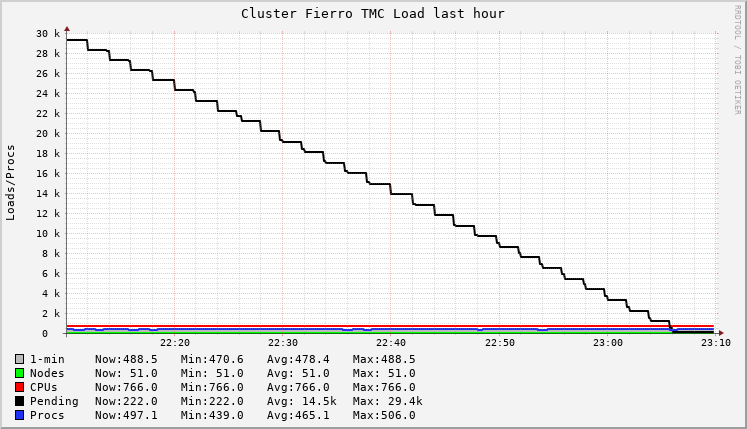 Cluster Fierro TMC Load last hour
RRDTOOL / TOBI OETIKER
Loads/Procs
30 k
28 k
26 k
24 k
22 k
20 k
18 k
16 k
14 k
12 k
10 k
8 k
6 k
4 k
2 k
0
22:20 22:30 22:40 22:50 23:00 23:10
1-min Now:488.5 Min:470.6 Avg:478.4 Max:488.5
Nodes Now: 51.0 Min: 51.0 Avg: 51.0 Max: 51.0
CPUs Now:766.0 Min:766.0 Avg:766.0 Max:766.0
Pending Now:222.0 Min:222.0 Avg: 14.5k Max: 29.4k
Procs Now:497.1 Min:439.0 Avg:465.1 Max:506.0